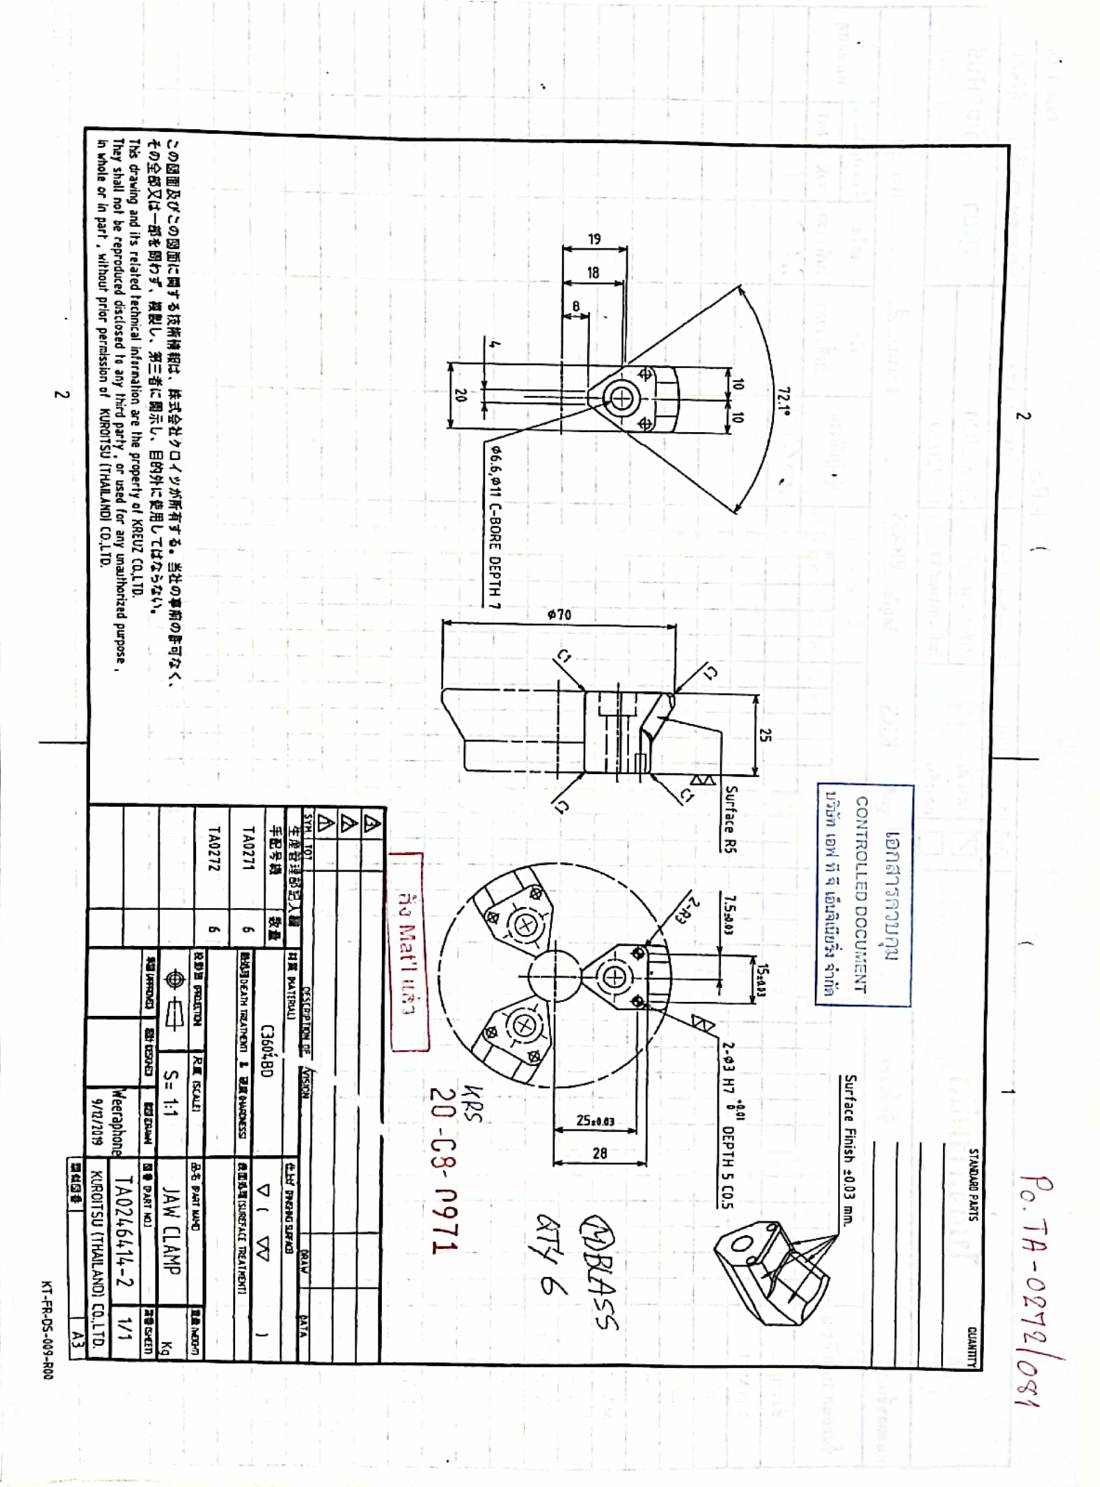 Po. TA-0272/081
2
1
STANDARD PARTS QUANTITY
เอกสารควบคุม
CONTROLLED DOCUMENT
บริษัท เอฟ ที จี เอ็นจิเนียริ่ง จำกัด
Surface Finish ±0.03 mm.
72.1°
10 10
19
18
8
4
20
Ø6.6,Ø11 C-BORE DEPTH 7
25
Surface R5
C1
C1
C1
C1
Ø70
15±0.03
7.5±0.03
2-Ø3 H7 +0.01 0 DEPTH 5 C0.5
2-R3
25±0.03
28
Ⓜ BLASS
QTY 6
KRS
20-C8-0971
สั่ง Mat'l แล้ว
3
2
1
SYM. TOT DESCRIPTION OF VISION DRAW DATA
生産管理部記入欄
手配号機 数量
TA0271 6
TA0272 6
材質 (MATERIAL)
C3604BD
仕上げ (FINISHING SURFACE)
▽ ( ▽▽ )
熱処理(HEATH TREATMENT) & 硬度(HARDNESS)
表面処理(SUREFACE TREATMENT)
投影図 (PROJECTION
尺度 (SCALE)
S= 1:1
品名 (PART NAME)
JAW CLAMP
重量(WEIGHT)
Kg
承認(APPROVED) 設計(DESIGNED) 製図(DRAWN
Weeraphone
9/12/2019
図番 (PART NO.)
TA0246414-2
(SHEET)
1/1
KUROITSU (THAILAND) CO.,LTD.
類似図番
A3
この図面及びこの図面に関する技術情報は、株式会社クロイツが所有する。当社の事前の許可なく、
その全部又は一部を問わず、複製し、第三者に開示し、目的外に使用してはならない。
This drawing and its related technical information are the property of KREUZ CO.,LTD.
They shall not be reproduced disclosed to any third party , or used for any unauthorized purpose ,
in whole or in part , without prior permission of KUROITSU (THAILAND) CO.,LTD.
2
KT-FR-DS-009-R00